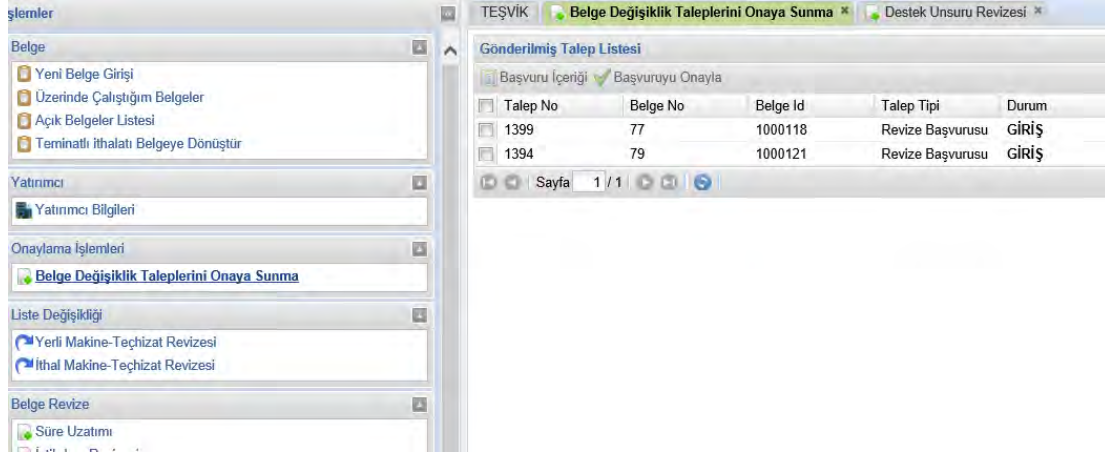 şlemler
Belge
Yeni Belge Girişi
Üzerinde Çalıştığım Belgeler
Açık Belgeler Listesi
Teminatlı ithalatı Belgeye Dönüştür
Yatırımcı
Yatırımcı Bilgileri
Onaylama İşlemleri
Belge Değişiklik Taleplerini Onaya Sunma
Liste Değişikliği
Yerli Makine-Teçhizat Revizesi
İthal Makine-Teçhizat Revizesi
Belge Revize
Süre Uzatımı
TEŞVİK Belge Değişiklik Taleplerini Onaya Sunma Destek Unsuru Revizesi
Gönderilmiş Talep Listesi
Başvuru İçeriği Başvuruyu Onayla
Talep No Belge No Belge Id Talep Tipi Durum
1399 77 1000118 Revize Başvurusu GİRİŞ
1394 79 1000121 Revize Başvurusu GİRİŞ
Sayfa 1 / 1